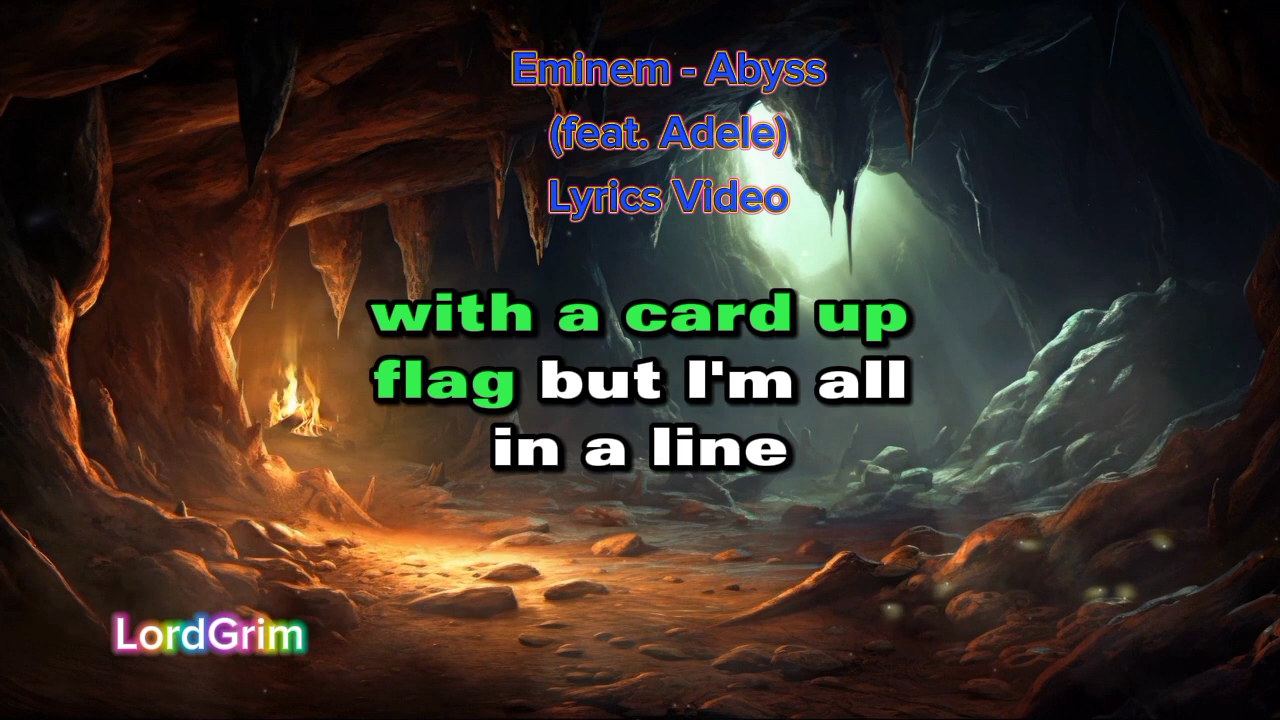 Eminem - Abyss
(feat. Adele)
Lyrics Video
with a card up
flag but I'm all
in a line
LordGrim